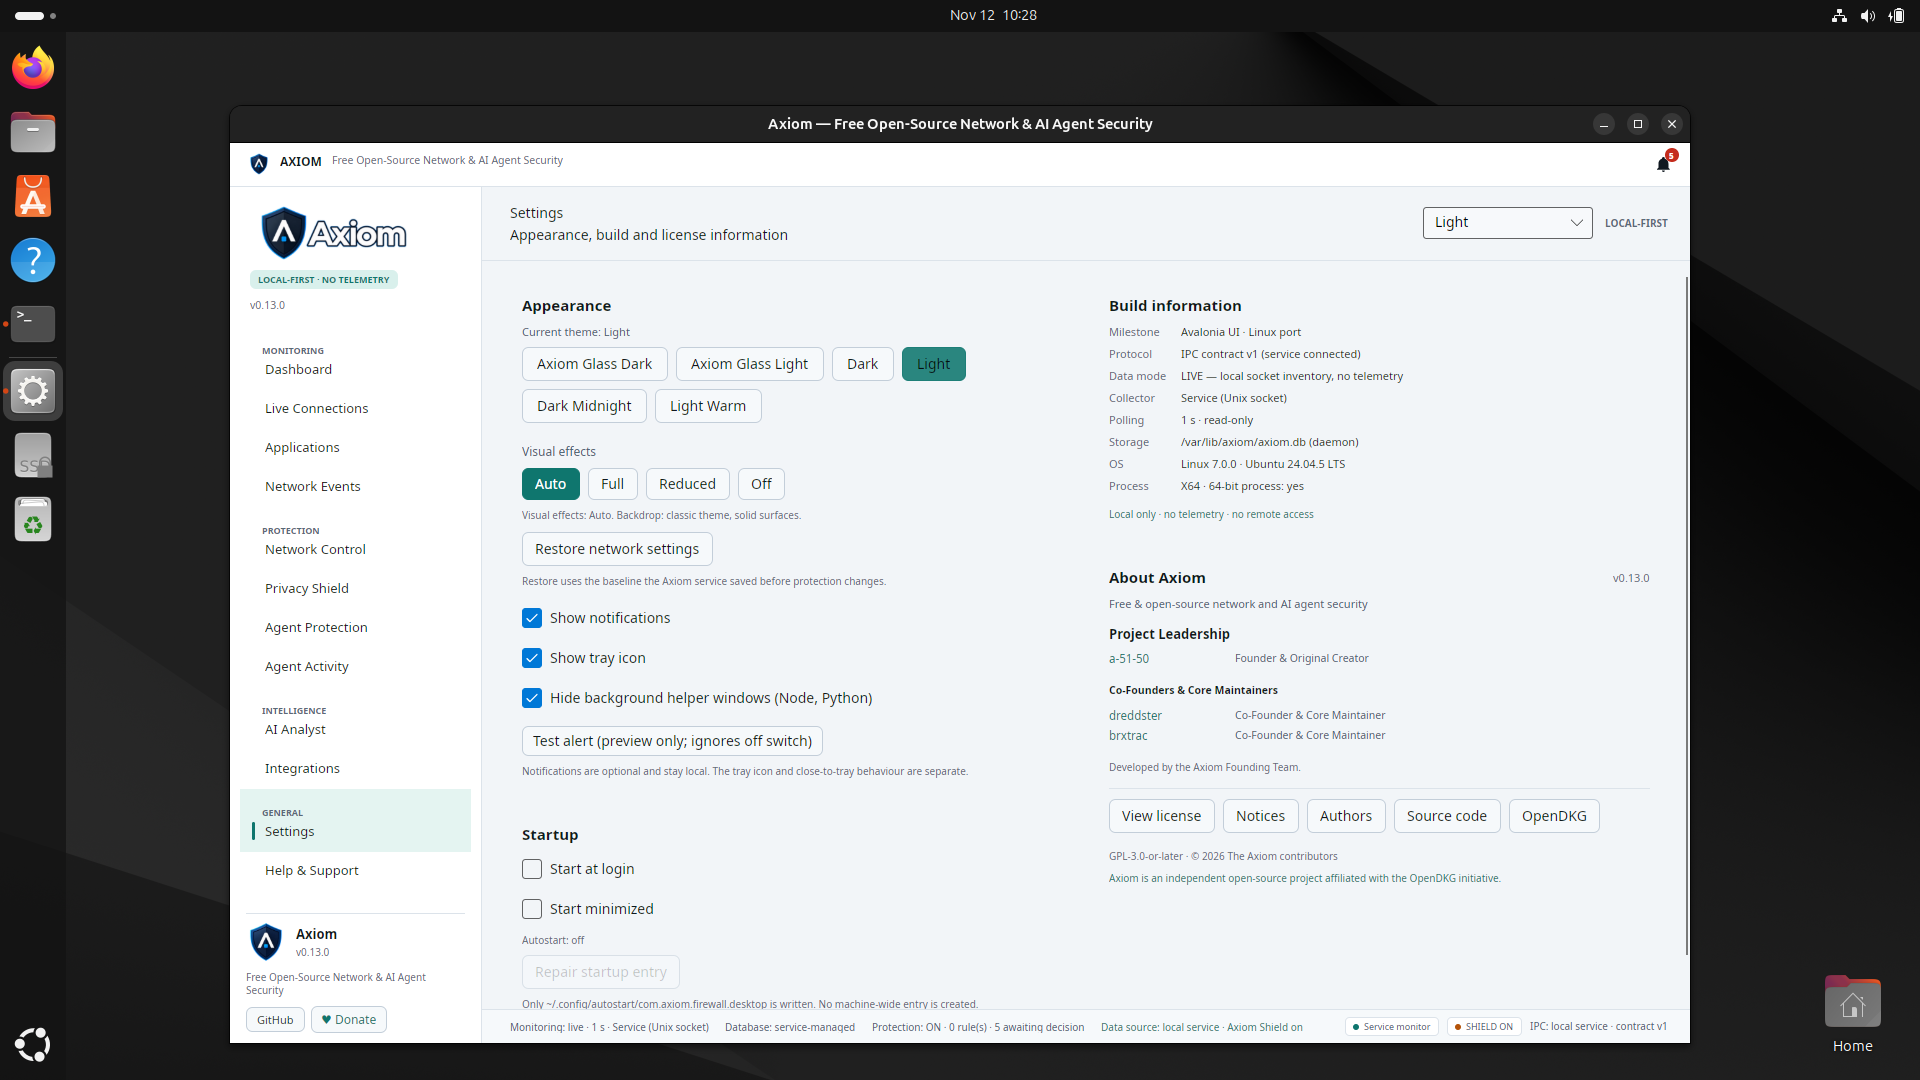 Nov 12 10:28
Axiom — Free Open-Source Network & AI Agent Security
AXIOM Free Open-Source Network & AI Agent Security
5
Axiom
LOCAL-FIRST · NO TELEMETRY
v0.13.0
MONITORING
Dashboard
Live Connections
Applications
Network Events
PROTECTION
Network Control
Privacy Shield
Agent Protection
Agent Activity
INTELLIGENCE
AI Analyst
Integrations
GENERAL
Settings
Help & Support
Axiom
v0.13.0
Free Open-Source Network & AI Agent
Security
GitHub
♥ Donate
Settings
Appearance, build and license information
Light
LOCAL-FIRST
Appearance
Current theme: Light
Axiom Glass Dark
Axiom Glass Light
Dark
Light
Dark Midnight
Light Warm
Visual effects
Auto
Full
Reduced
Off
Visual effects: Auto. Backdrop: classic theme, solid surfaces.
Restore network settings
Restore uses the baseline the Axiom service saved before protection changes.
Show notifications
Show tray icon
Hide background helper windows (Node, Python)
Test alert (preview only; ignores off switch)
Notifications are optional and stay local. The tray icon and close-to-tray behaviour are separate.
Startup
Start at login
Start minimized
Autostart: off
Repair startup entry
Only ~/.config/autostart/com.axiom.firewall.desktop is written. No machine-wide entry is created.
Build information
Milestone Avalonia UI · Linux port
Protocol IPC contract v1 (service connected)
Data mode LIVE — local socket inventory, no telemetry
Collector Service (Unix socket)
Polling 1 s · read-only
Storage /var/lib/axiom/axiom.db (daemon)
OS Linux 7.0.0 · Ubuntu 24.04.5 LTS
Process X64 · 64-bit process: yes
Local only · no telemetry · no remote access
About Axiom v0.13.0
Free & open-source network and AI agent security
Project Leadership
a-51-50 Founder & Original Creator
Co-Founders & Core Maintainers
dreddster Co-Founder & Core Maintainer
brxtrac Co-Founder & Core Maintainer
Developed by the Axiom Founding Team.
View license
Notices
Authors
Source code
OpenDKG
GPL-3.0-or-later · © 2026 The Axiom contributors
Axiom is an independent open-source project affiliated with the OpenDKG initiative.
Monitoring: live · 1 s · Service (Unix socket) Database: service-managed Protection: ON · 0 rule(s) · 5 awaiting decision Data source: local service · Axiom Shield on
Service monitor
SHIELD ON
IPC: local service · contract v1
Home